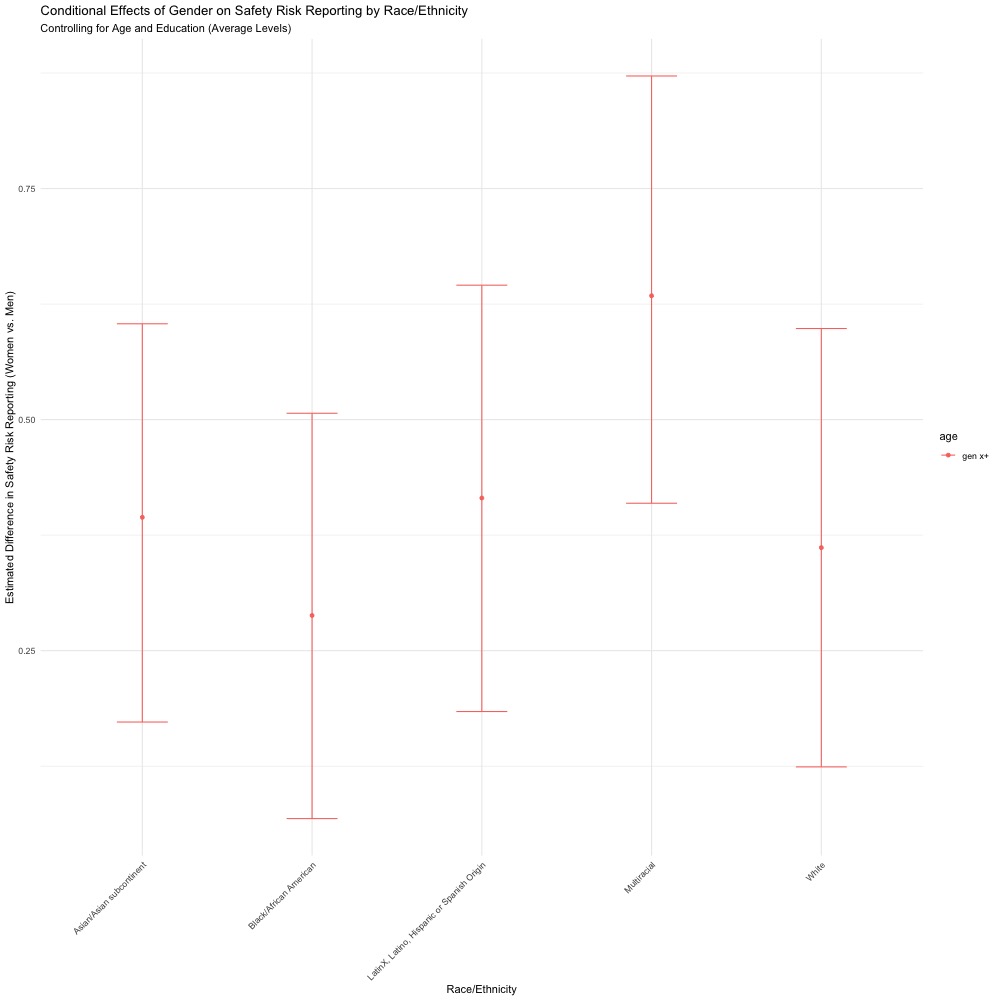 Conditional Effects of Gender on Safety Risk Reporting by Race/Ethnicity
Controlling for Age and Education (Average Levels)
Estimated Difference in Safety Risk Reporting (Women vs. Men)
0.75
0.50
0.25
Asian/Asian subcontinent
Black/African American
LatinX, Latino, Hispanic or Spanish Origin
Multiracial
White
Race/Ethnicity
age
gen x+